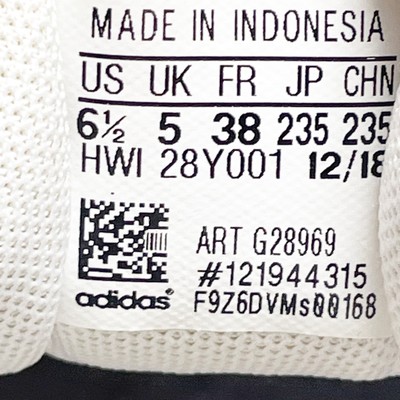 MADE IN INDONESIA
US UK FR JP CHN
6½ 5 38 235 235
HWI 28Y001 12/18
ART G28969
#121944315
adidas® F9Z6DVMs00168